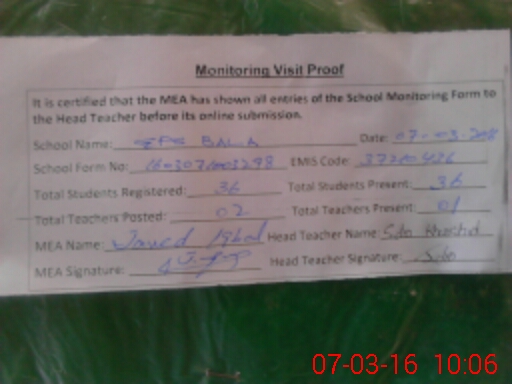 Monitoring Visit Proof
It is certified that the MEA has shown all entries of the School Monitoring Form to
the Head Teacher before its online submission.
School Name: Date: 07-03-
School Form No: EMIS Code:
Total Students Registered: 36 Total Students Present: 36
Total Teachers Posted: 02 Total Teachers Present: 01
MEA Name: Javed Iqbal Head Teacher Name:
MEA Signature: Head Teacher Signature:
07-03-16 10:06